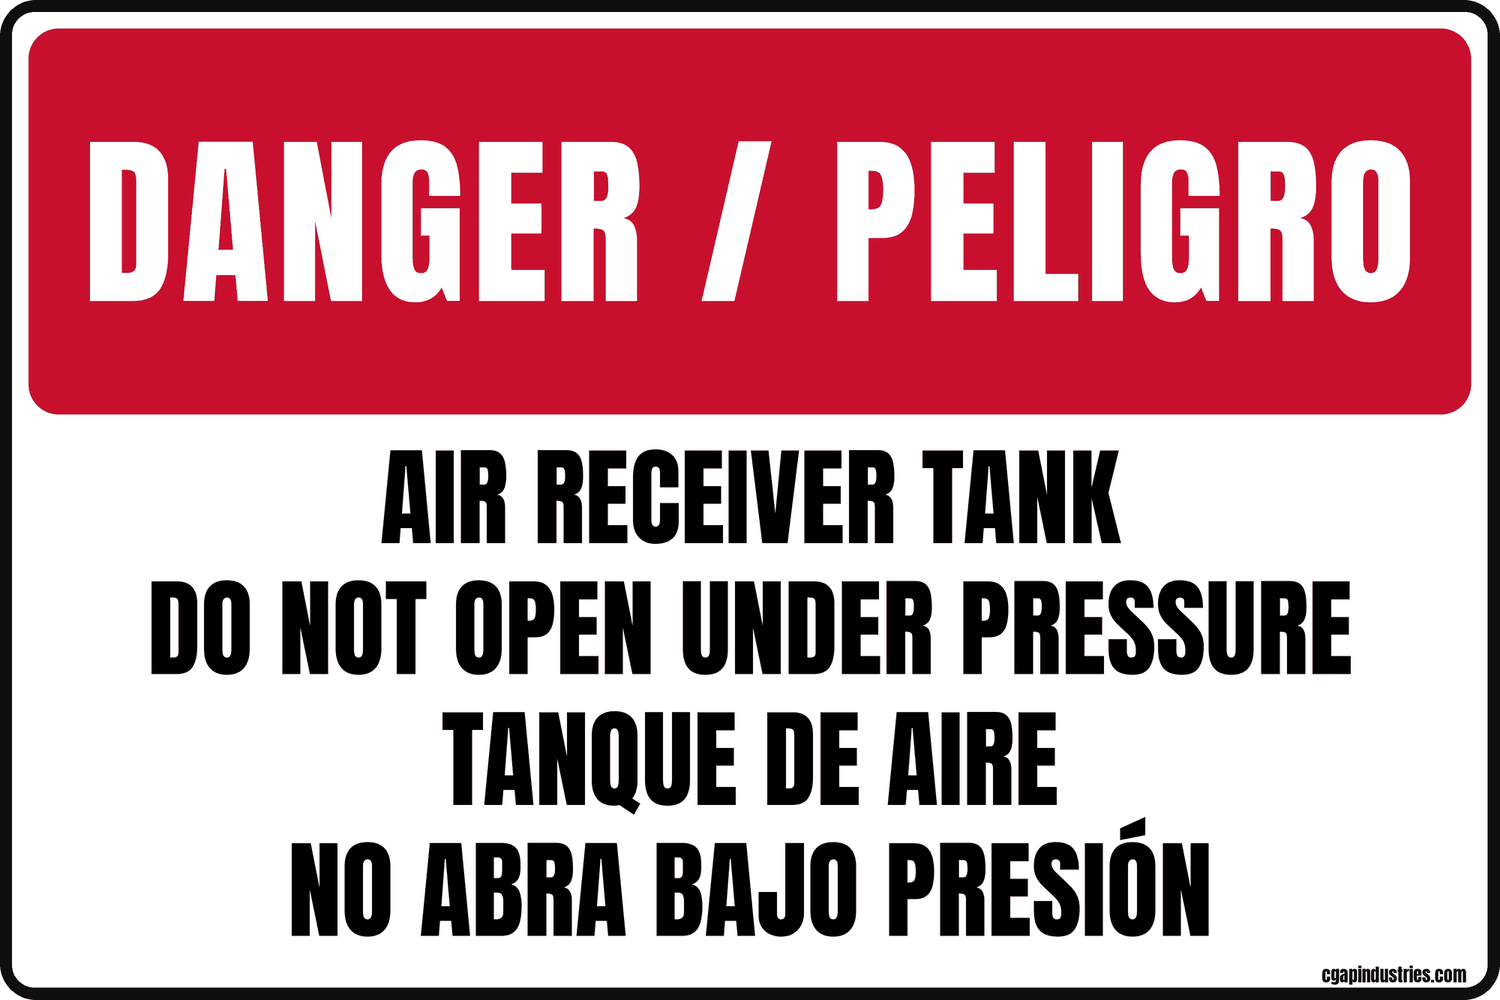 DANGER / PELIGRO
AIR RECEIVER TANK
DO NOT OPEN UNDER PRESSURE
TANQUE DE AIRE
NO ABRA BAJO PRESIÓN
cgapindustries.com